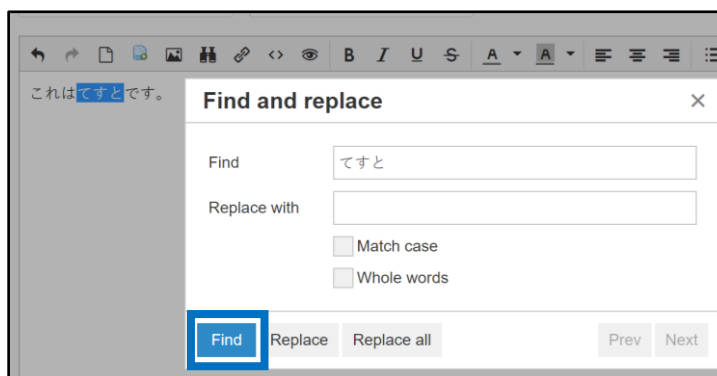 B I U S A A
これはてすとです。
Find and replace ×
Find てすと
Replace with
Match case
Whole words
Find Replace Replace all Prev Next